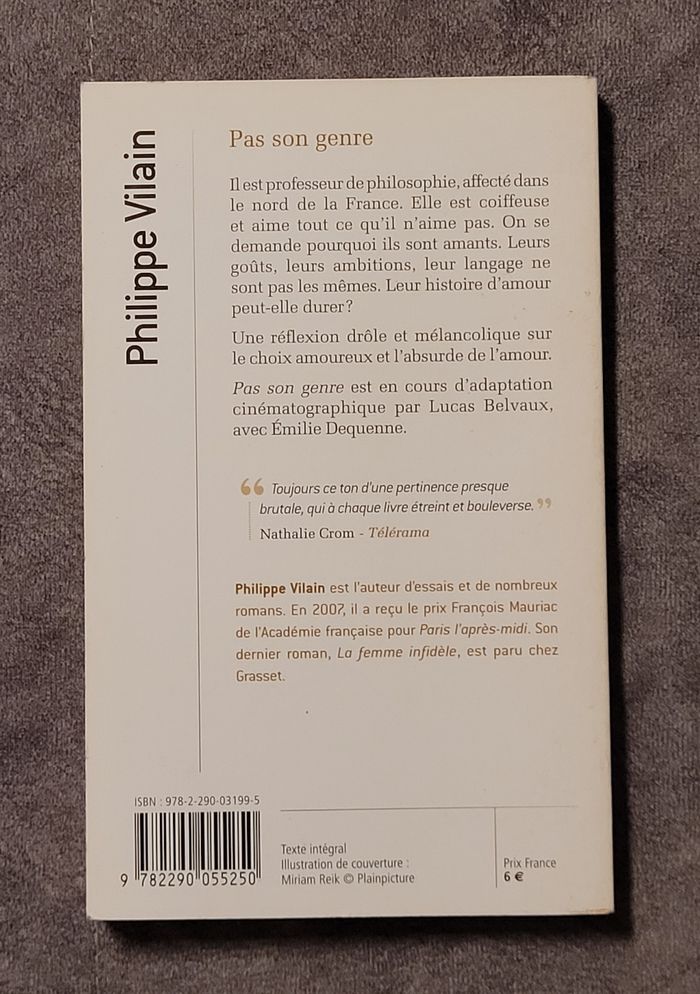 Philippe Vilain
Pas son genre
Il est professeur de philosophie, affecté dans
le nord de la France. Elle est coiffeuse
et aime tout ce qu'il n'aime pas. On se
demande pourquoi ils sont amants. Leurs
goûts, leurs ambitions, leur langage ne
sont pas les mêmes. Leur histoire d'amour
peut-elle durer ?
Une réflexion drôle et mélancolique sur
le choix amoureux et l'absurde de l'amour.
Pas son genre est en cours d'adaptation
cinématographique par Lucas Belvaux,
avec Émilie Dequenne.
“ Toujours ce ton d'une pertinence presque
brutale, qui à chaque livre étreint et bouleverse. ”
Nathalie Crom - Télérama
Philippe Vilain est l'auteur d'essais et de nombreux
romans. En 2007, il a reçu le prix François Mauriac
de l'Académie française pour Paris l'après-midi. Son
dernier roman, La femme infidèle, est paru chez
Grasset.
ISBN : 978-2-290-03199-5
9 782290 055250
Texte intégral
Illustration de couverture :
Miriam Reik © Plainpicture
Prix France
6 €